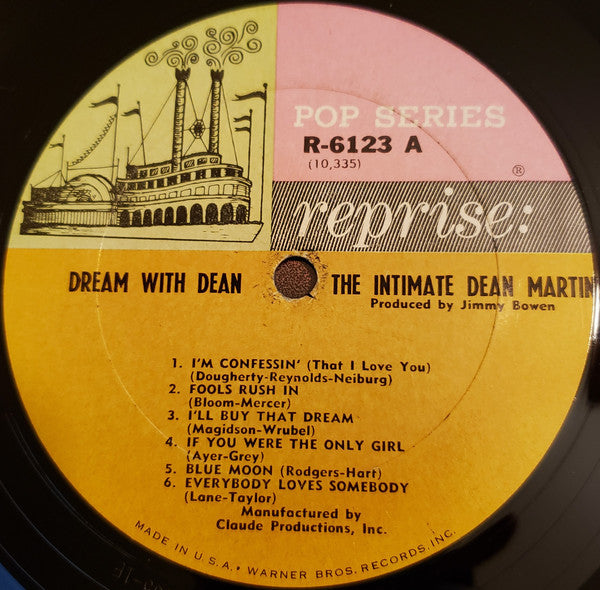 POP SERIES
R-6123 A
(10,335)
®
reprise:
DREAM WITH DEAN THE INTIMATE DEAN MARTIN
Produced by Jimmy Bowen
1. I'M CONFESSIN' (That I Love You)
(Dougherty-Reynolds-Neiburg)
2. FOOLS RUSH IN
(Bloom-Mercer)
3. I'LL BUY THAT DREAM
(Magidson-Wrubel)
4. IF YOU WERE THE ONLY GIRL
(Ayer-Grey)
5. BLUE MOON (Rodgers-Hart)
6. EVERYBODY LOVES SOMEBODY
(Lane-Taylor)
Manufactured by
Claude Productions, Inc.
MADE IN U.S.A. • WARNER BROS. RECORDS, INC.